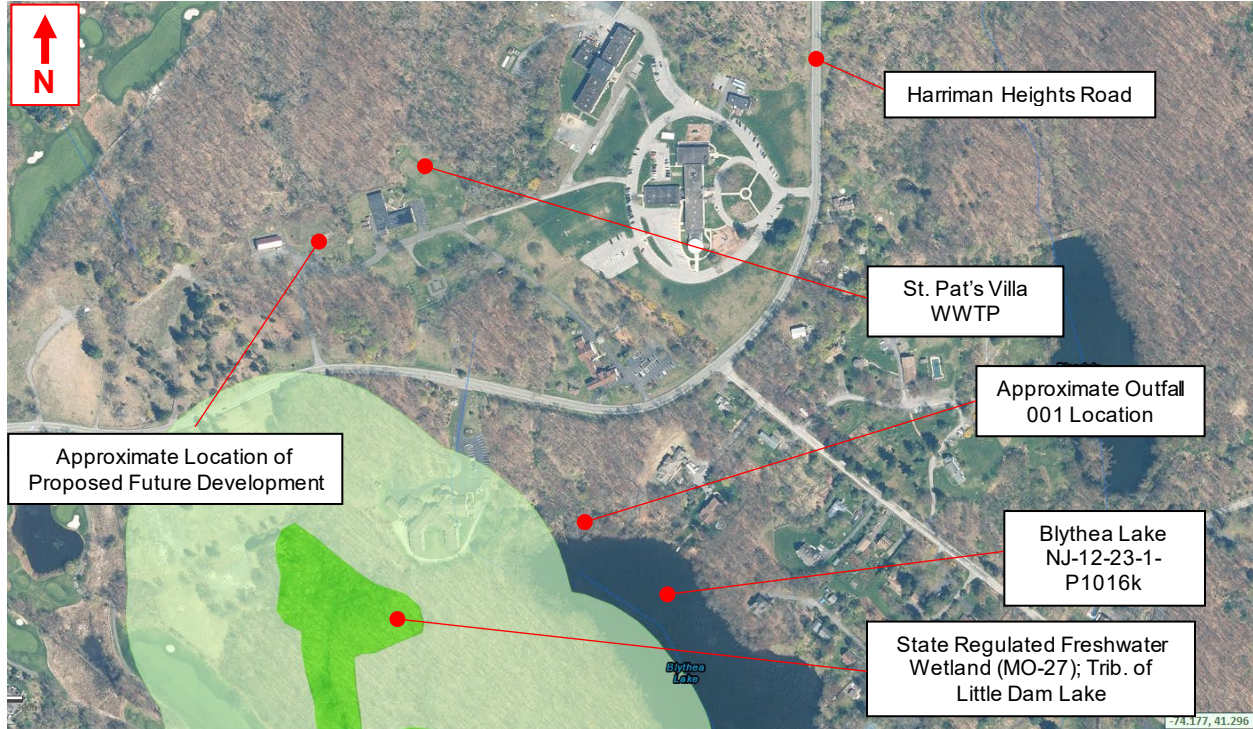 N
Harriman Heights Road
St. Pat's Villa
WWTP
Approximate Outfall
001 Location
Approximate Location of
Proposed Future Development
Blythea Lake
NJ-12-23-1-
P1016k
State Regulated Freshwater
Wetland (MO-27); Trib. of
Little Dam Lake
Blythea
Lake
-74.177, 41.296